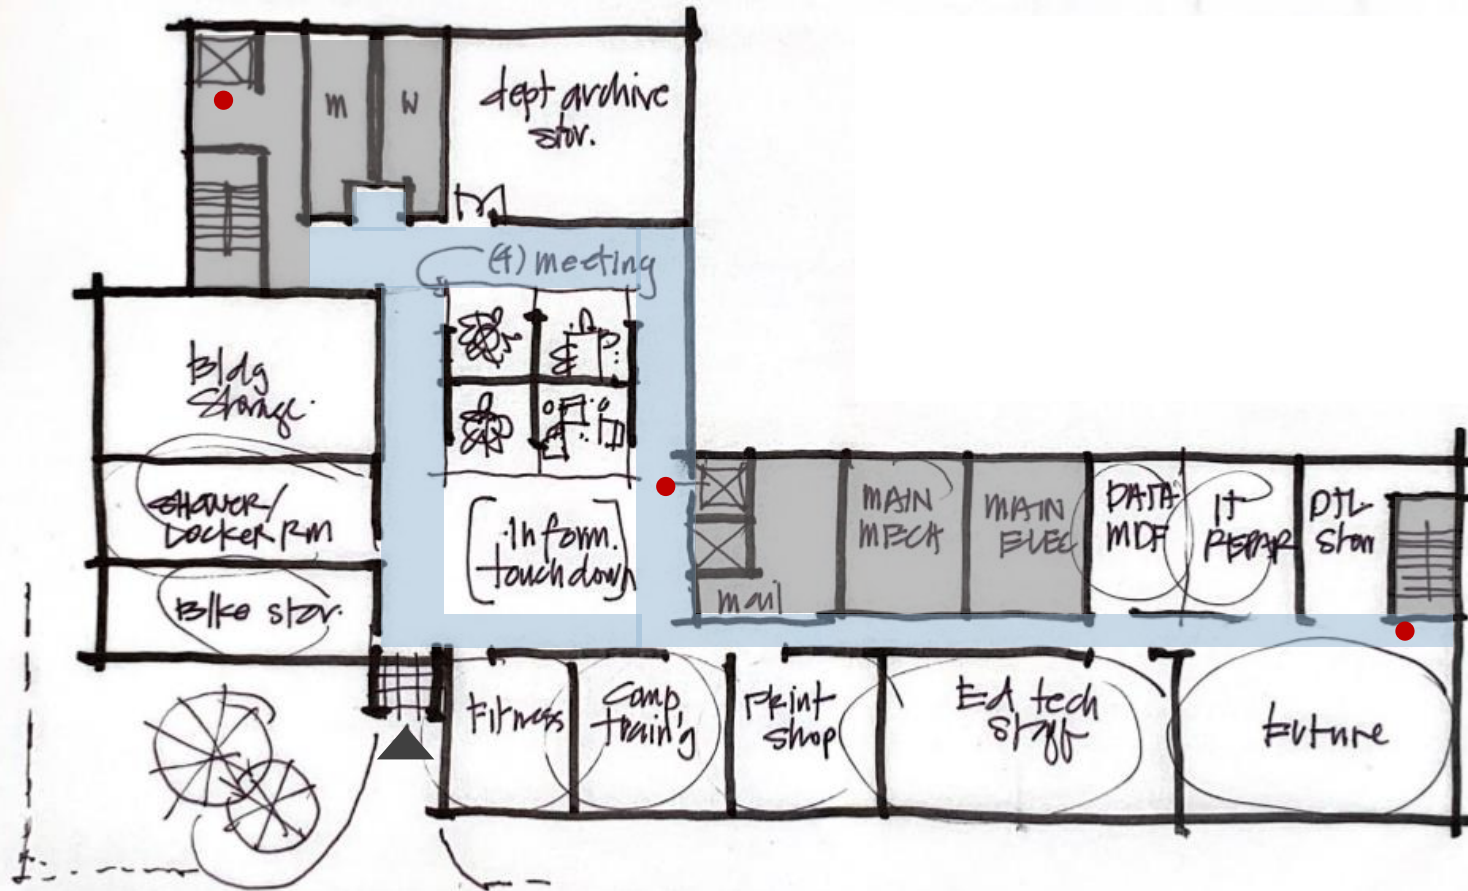 m
w
dept archive
stor.
(4) meeting
Bldg
Storage
SHOWER/
LOCKER RM
Bike stor.
Inform.
touchdown
mail
MAIN
MECH
MAIN
ELEC
DATA
MDF
IT
REPAIR
DTL
Stor
Fitness
Comp
train'g
Print
Shop
Ed tech
staff
Future